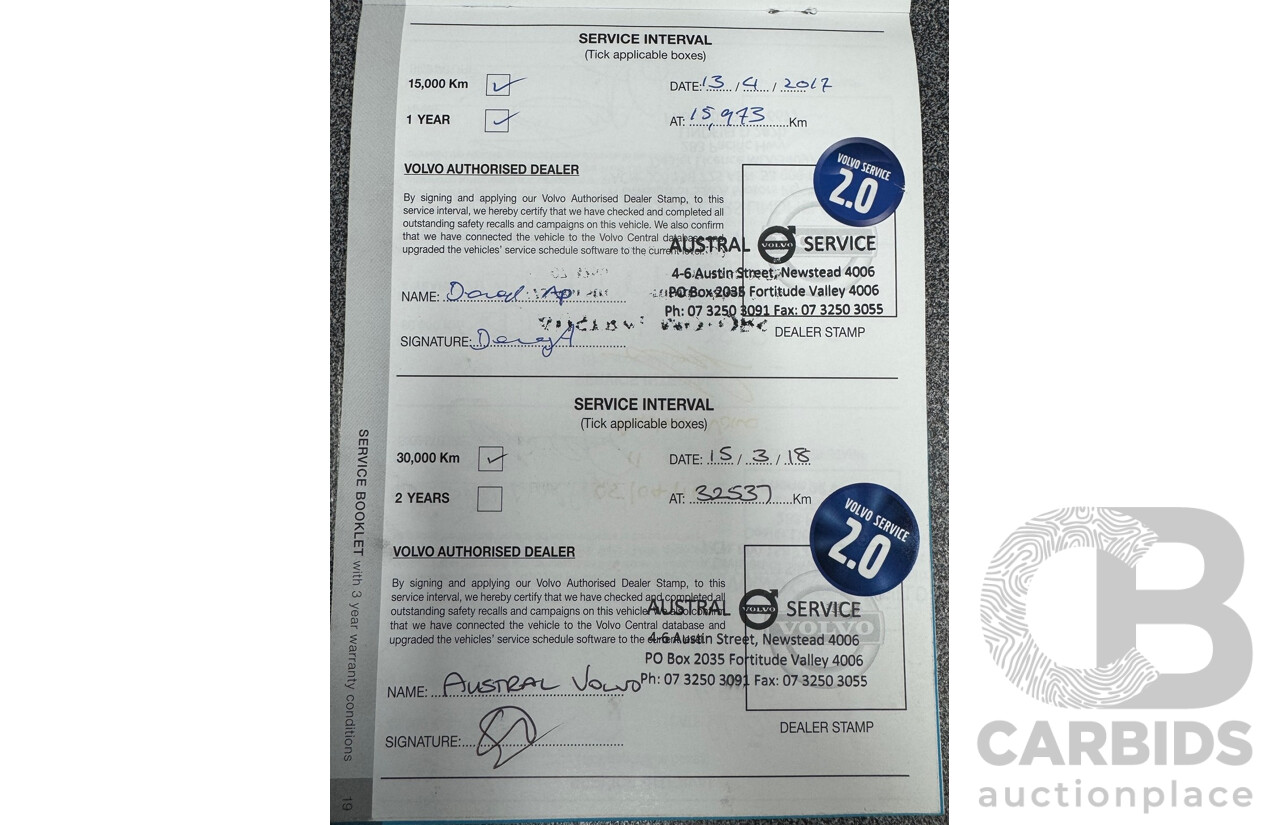 SERVICE INTERVAL
(Tick applicable boxes)
15,000 Km DATE: 13 / 4 / 2017
1 YEAR AT: 15,973 Km
VOLVO AUTHORISED DEALER
VOLVO SERVICE
2.0
By signing and applying our Volvo Authorised Dealer Stamp, to this
service interval, we hereby certify that we have checked and completed all
outstanding safety recalls and campaigns on this vehicle. We also confirm
that we have connected the vehicle to the Volvo Central database and
upgraded the vehicles' service schedule software to the current level.
AUSTRAL VOLVO SERVICE
4-6 Austin Street, Newstead 4006
PO Box 2035 Fortitude Valley 4006
Ph: 07 3250 3091 Fax: 07 3250 3055
NAME:
SIGNATURE:
DEALER STAMP
SERVICE INTERVAL
(Tick applicable boxes)
30,000 Km DATE: 15 / 3 / 18
2 YEARS AT: 32537 Km
VOLVO AUTHORISED DEALER
VOLVO SERVICE
2.0
By signing and applying our Volvo Authorised Dealer Stamp, to this
service interval, we hereby certify that we have checked and completed all
outstanding safety recalls and campaigns on this vehicle. We also confirm
that we have connected the vehicle to the Volvo Central database and
upgraded the vehicles' service schedule software to the current level.
AUSTRAL VOLVO SERVICE
VOLVO
4-6 Austin Street, Newstead 4006
PO Box 2035 Fortitude Valley 4006
Ph: 07 3250 3091 Fax: 07 3250 3055
NAME: AUSTRAL VOLVO
SIGNATURE:
DEALER STAMP
SERVICE BOOKLET with 3 year warranty conditions
19
CB
CARBIDS
auctionplace